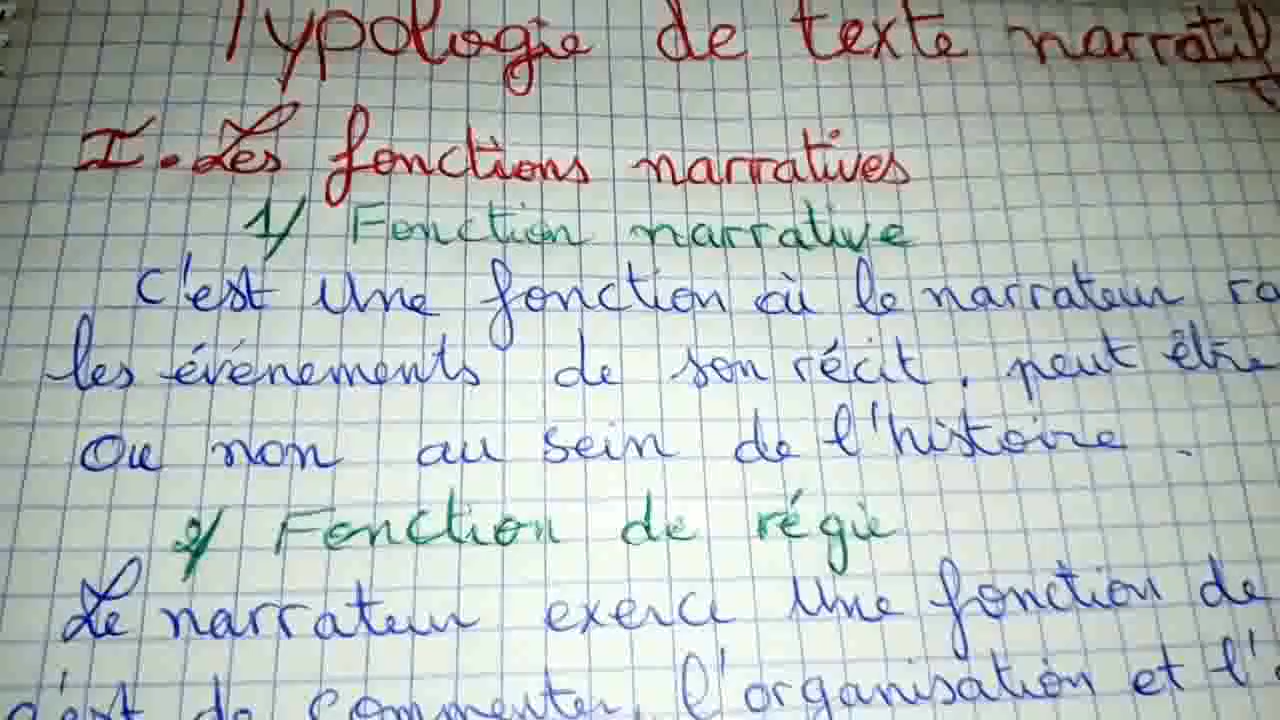 Typologie de texte narratif
I. Les fonctions narratives
1/ Fonction narrative
C'est une fonction où le narrateur
les événements de son récit, peut être
Ou non au sein de l'histoire.
2/ Fonction de régie
Le narrateur exerce une fonction de
c'est de commenter l'organisation et